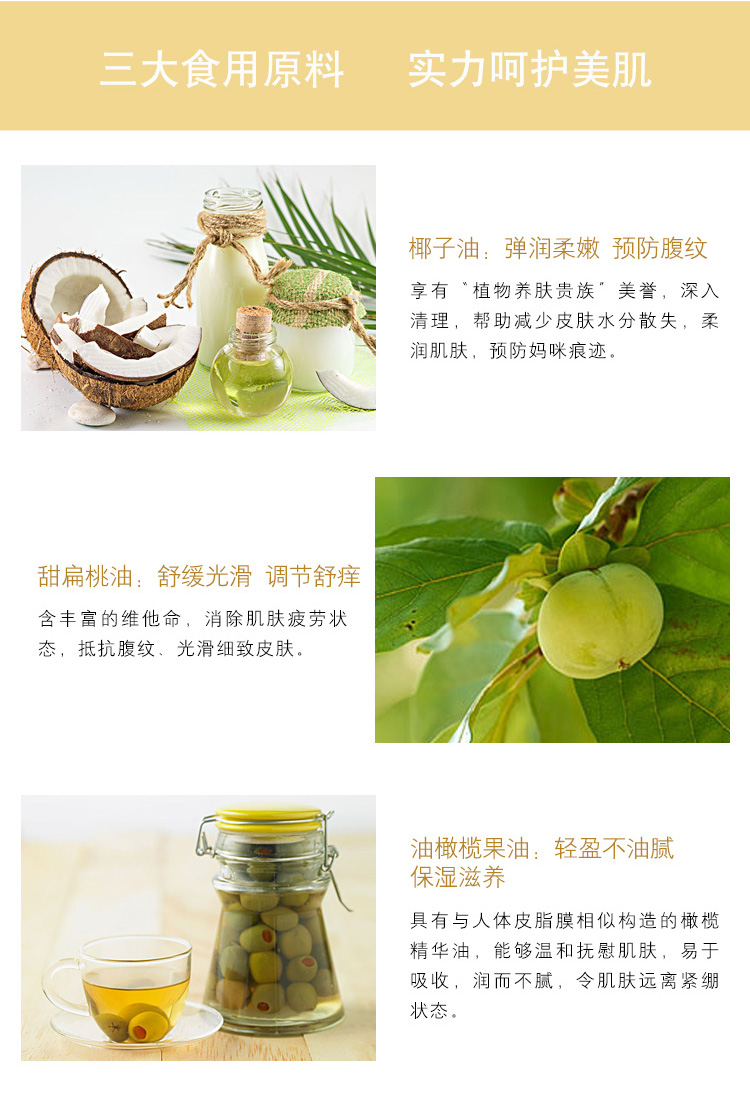 三大食用原料 实力呵护美肌
椰子油：弹润柔嫩 预防腹纹
享有“植物养肤贵族”美誉，深入
清理，帮助减少皮肤水分散失，柔
润肌肤，预防妈咪痕迹。
甜扁桃油：舒缓光滑 调节舒痒
含丰富的维他命，消除肌肤疲劳状
态，抵抗腹纹、光滑细致皮肤。
油橄榄果油：轻盈不油腻
保湿滋养
具有与人体皮脂膜相似构造的橄榄
精华油，能够温和抚慰肌肤，易于
吸收，润而不腻，令肌肤远离紧绷
状态。